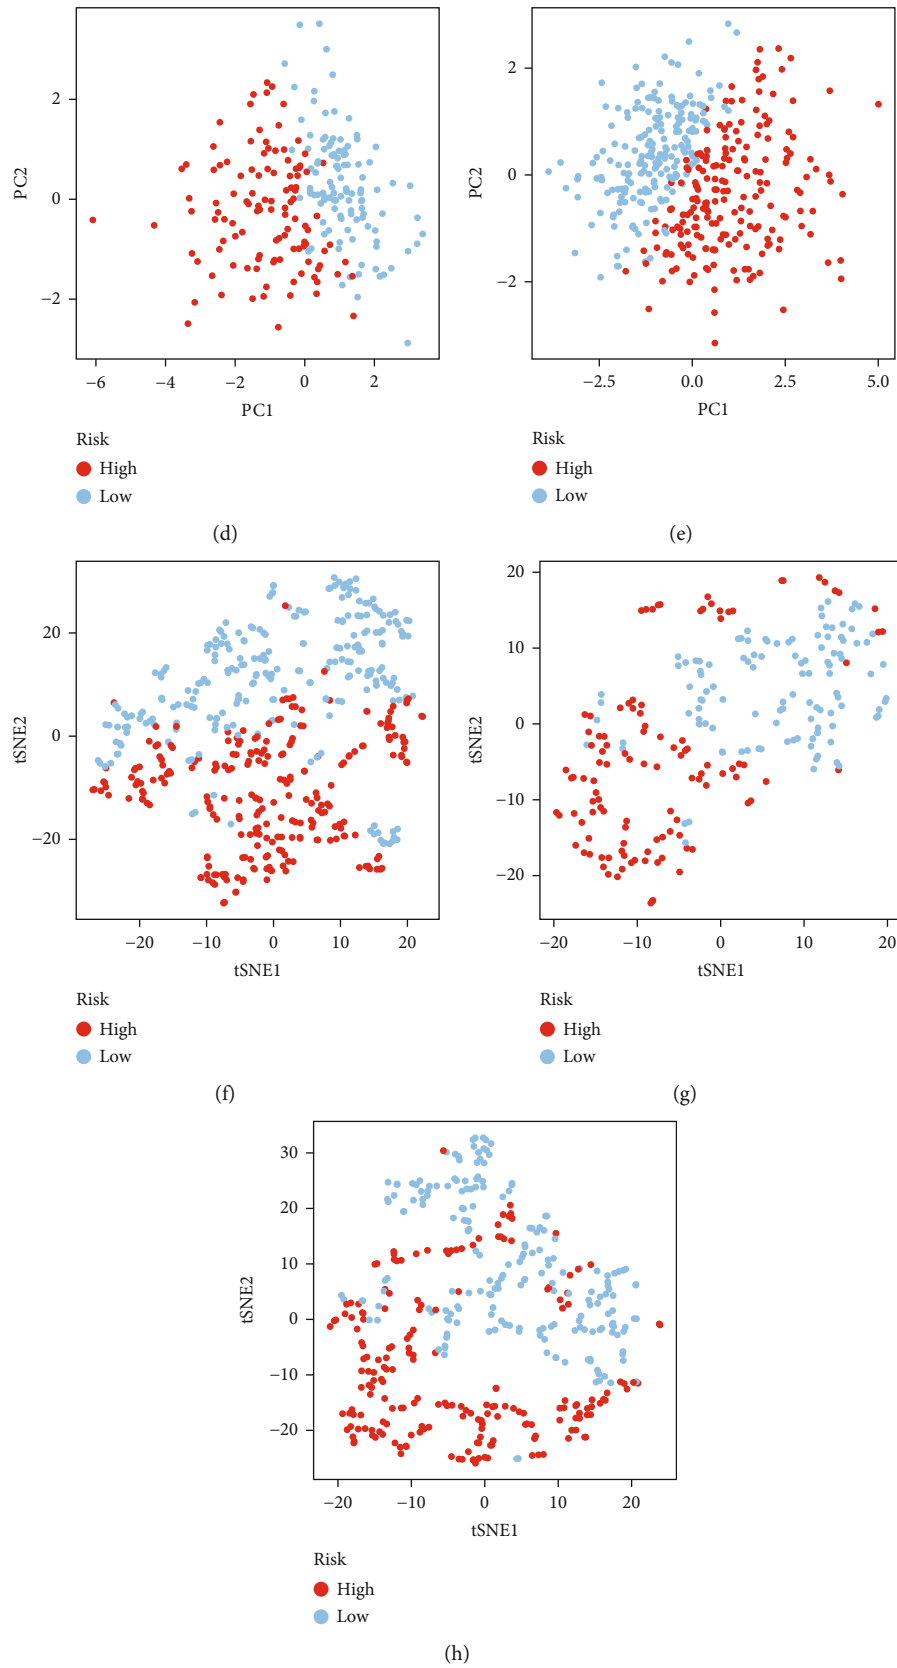 2
0
−2
PC2
−6
−4
−2
0
2
PC1
Risk
High
Low
(d)
2
0
−2
PC2
−2.5
0.0
2.5
5.0
PC1
Risk
High
Low
(e)
20
0
−20
tSNE2
−20
−10
0
10
20
tSNE1
Risk
High
Low
(f)
20
10
0
−10
−20
tSNE2
−20
−10
0
10
20
tSNE1
Risk
High
Low
(g)
30
20
10
0
−10
−20
tSNE2
−20
−10
0
10
20
tSNE1
Risk
High
Low
(h)